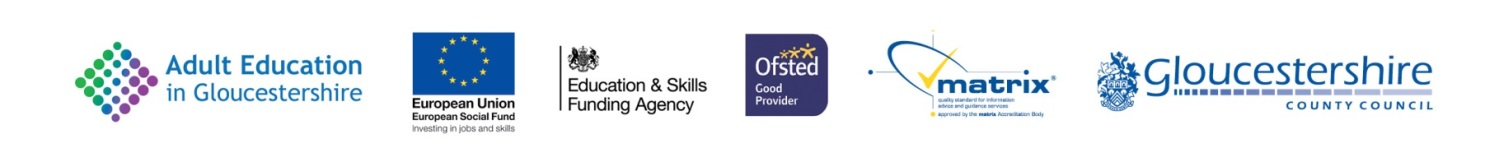 Adult Education
in Gloucestershire
European Union
European Social Fund
Investing in jobs and skills
Education & Skills
Funding Agency
Ofsted
Good
Provider
matrix®
quality standard for information
advice and guidance services
approved by the matrix Accreditation Body
Gloucestershire
COUNTY COUNCIL